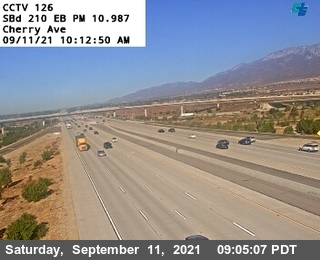 CCTV 126
SBd 210 EB PM 10.987
Cherry Ave
09/11/21 10:12:50 AM
Saturday, September 11, 2021 09:05:07 PDT